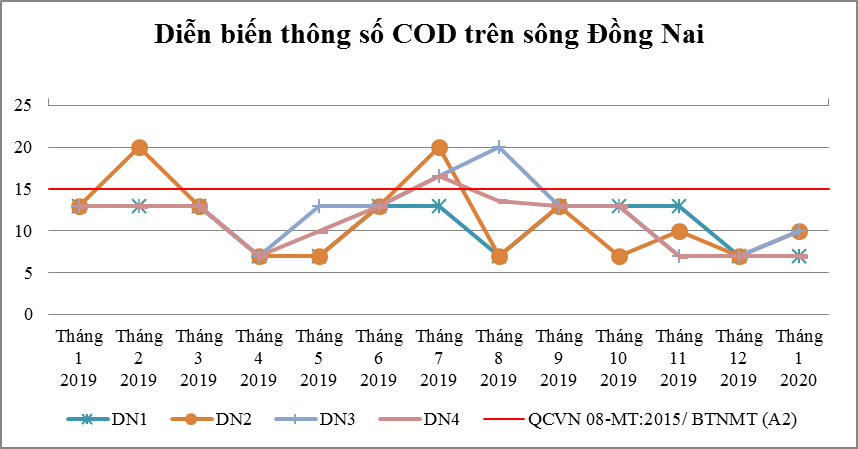 Diễn biến thông số COD trên sông Đồng Nai
25
20
15
10
5
0
Tháng 1 2019
Tháng 2 2019
Tháng 3 2019
Tháng 4 2019
Tháng 5 2019
Tháng 6 2019
Tháng 7 2019
Tháng 8 2019
Tháng 9 2019
Tháng 10 2019
Tháng 11 2019
Tháng 12 2019
Tháng 1 2020
DN1 DN2 DN3 DN4 QCVN 08-MT:2015/ BTNMT (A2)